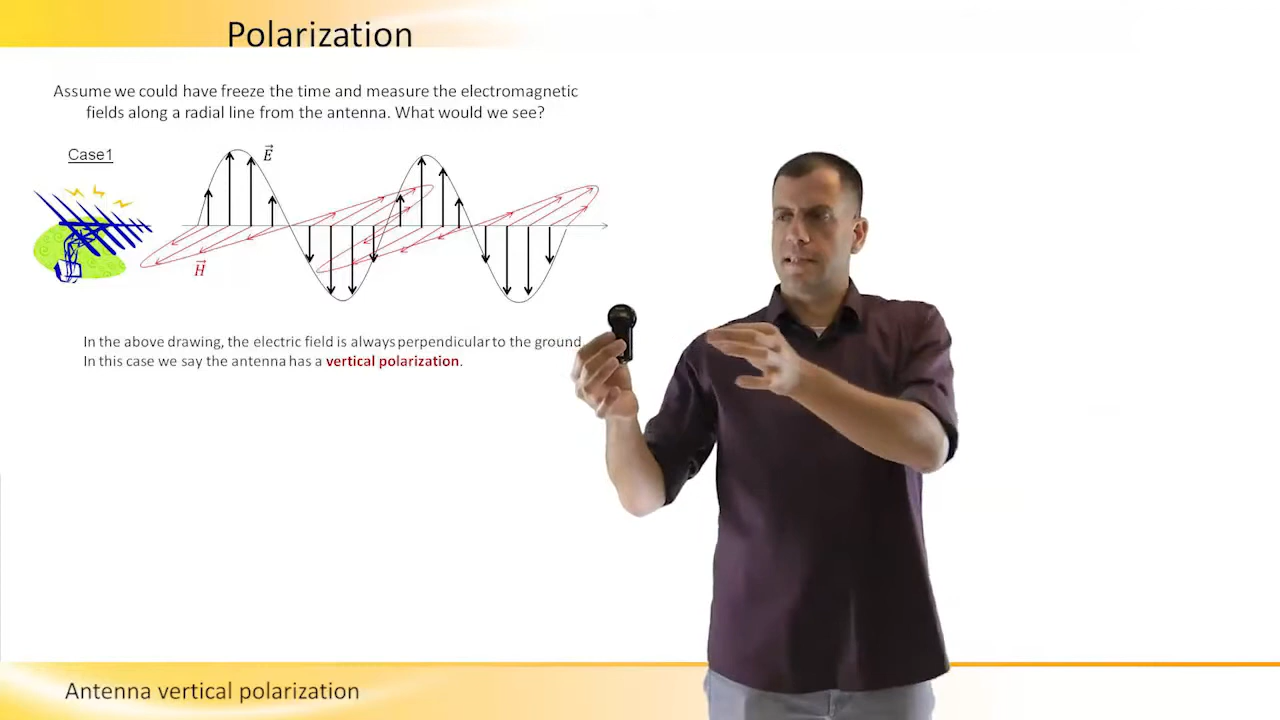 Polarization
Assume we could have freeze the time and measure the electromagnetic
fields along a radial line from the antenna. What would we see?
Case1
E⃗
H⃗
In the above drawing, the electric field is always perpendicular to the ground.
In this case we say the antenna has a vertical polarization.
Antenna vertical polarization